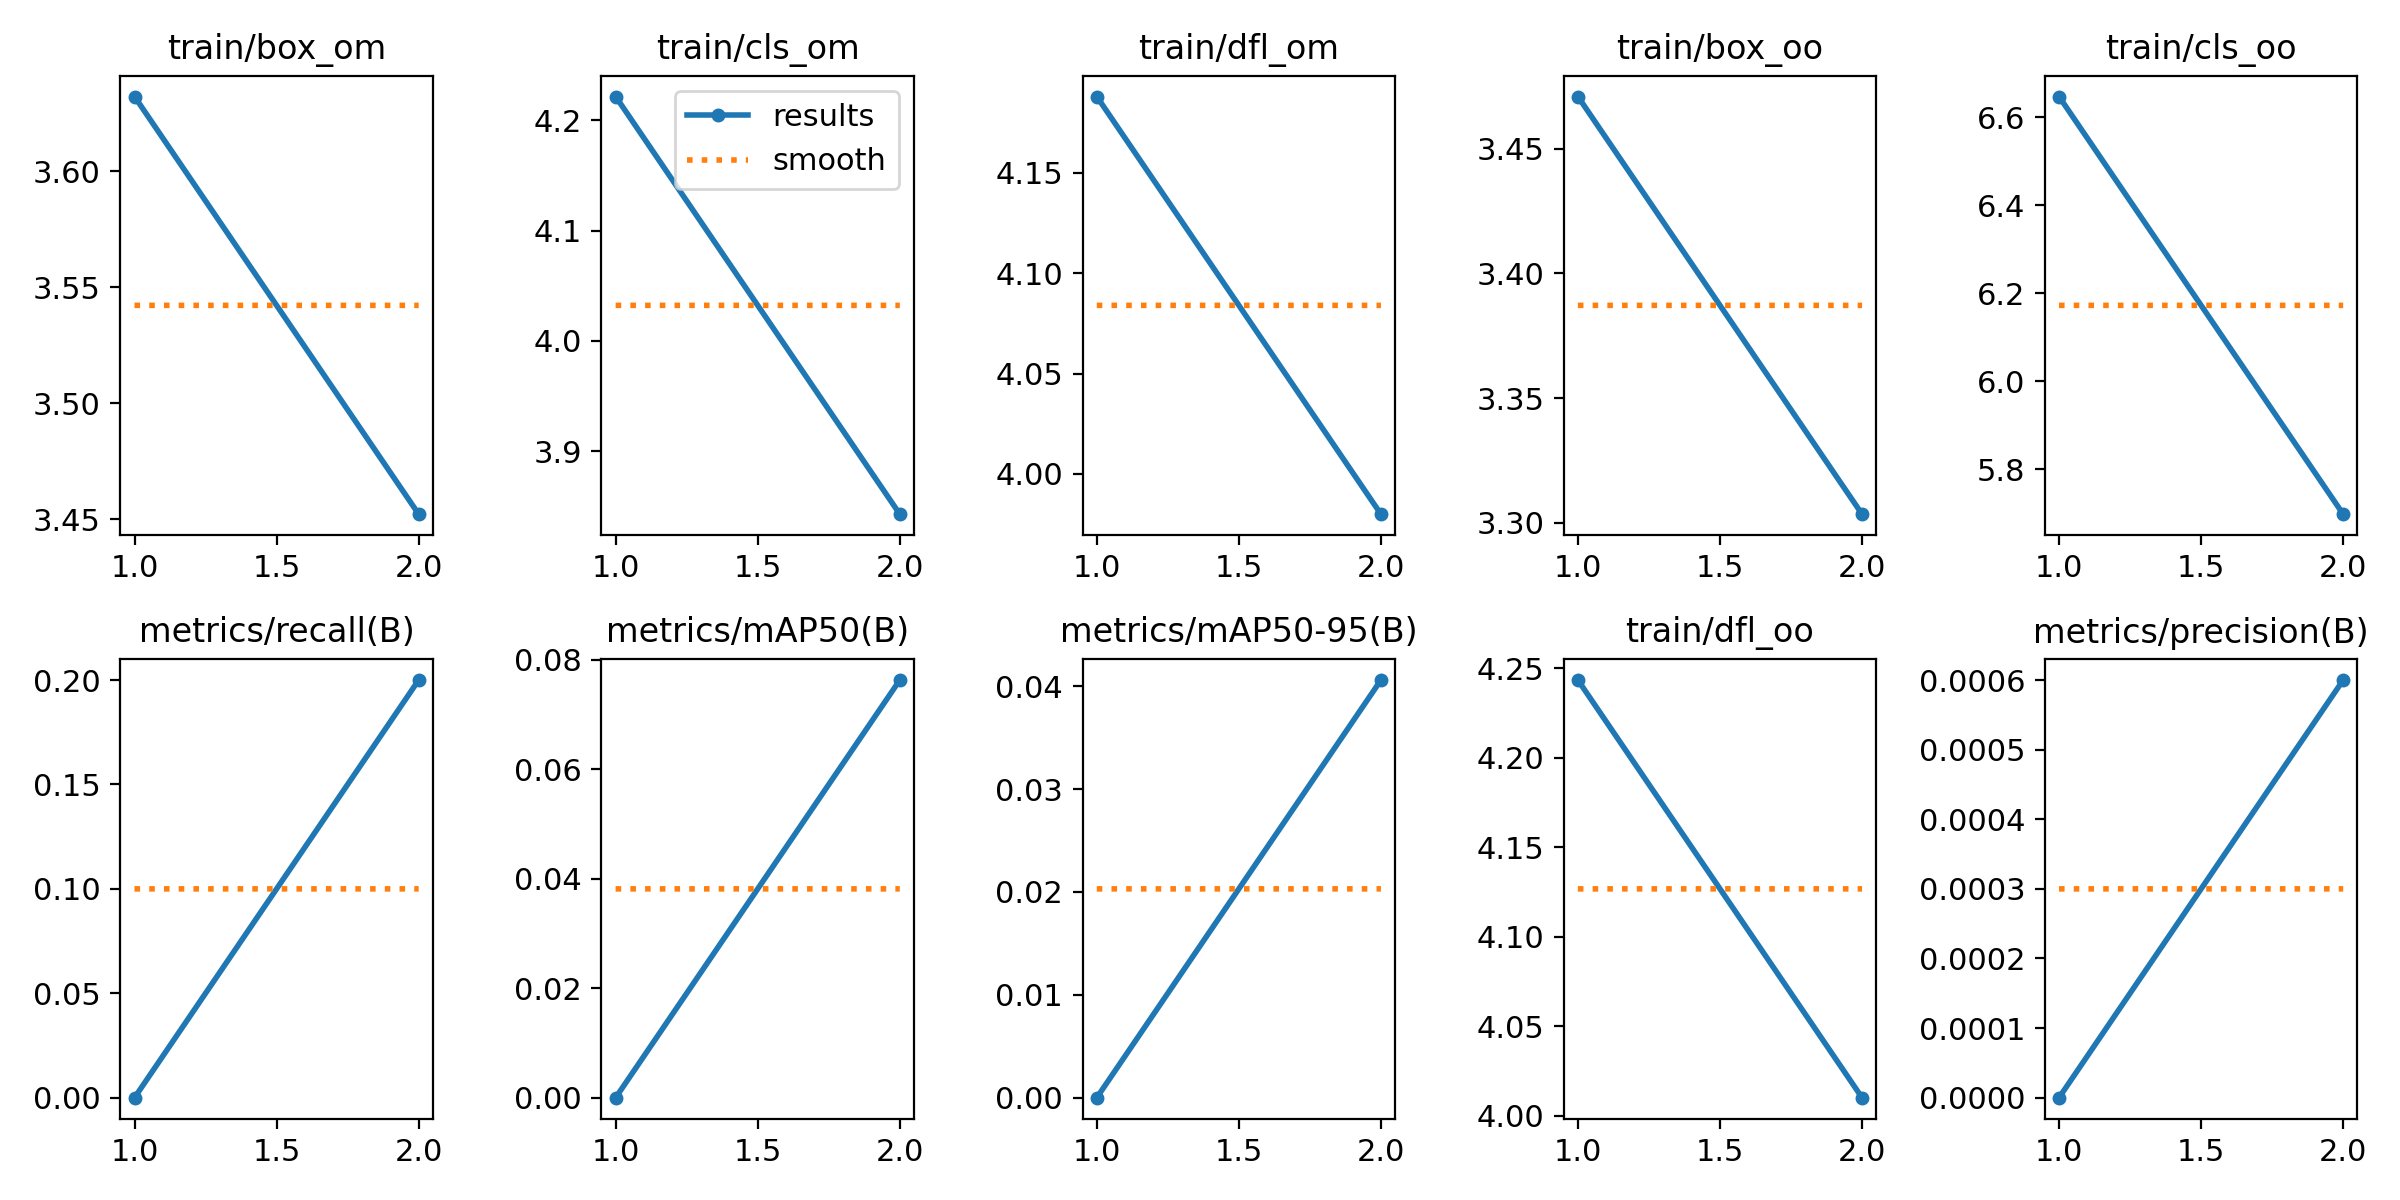 train/box_om
train/cls_om
train/dfl_om
train/box_oo
train/cls_oo
3.60
3.55
3.50
3.45
1.0 1.5 2.0
results
smooth
4.2
4.1
4.0
3.9
1.0 1.5 2.0
4.15
4.10
4.05
4.00
1.0 1.5 2.0
3.45
3.40
3.35
3.30
1.0 1.5 2.0
6.6
6.4
6.2
6.0
5.8
1.0 1.5 2.0
metrics/recall(B)
metrics/mAP50(B)
metrics/mAP50-95(B)
train/dfl_oo
metrics/precision(B)
0.20
0.15
0.10
0.05
0.00
1.0 1.5 2.0
0.08
0.06
0.04
0.02
0.00
1.0 1.5 2.0
0.04
0.03
0.02
0.01
0.00
1.0 1.5 2.0
4.25
4.20
4.15
4.10
4.05
4.00
1.0 1.5 2.0
0.0006
0.0005
0.0004
0.0003
0.0002
0.0001
0.0000
1.0 1.5 2.0